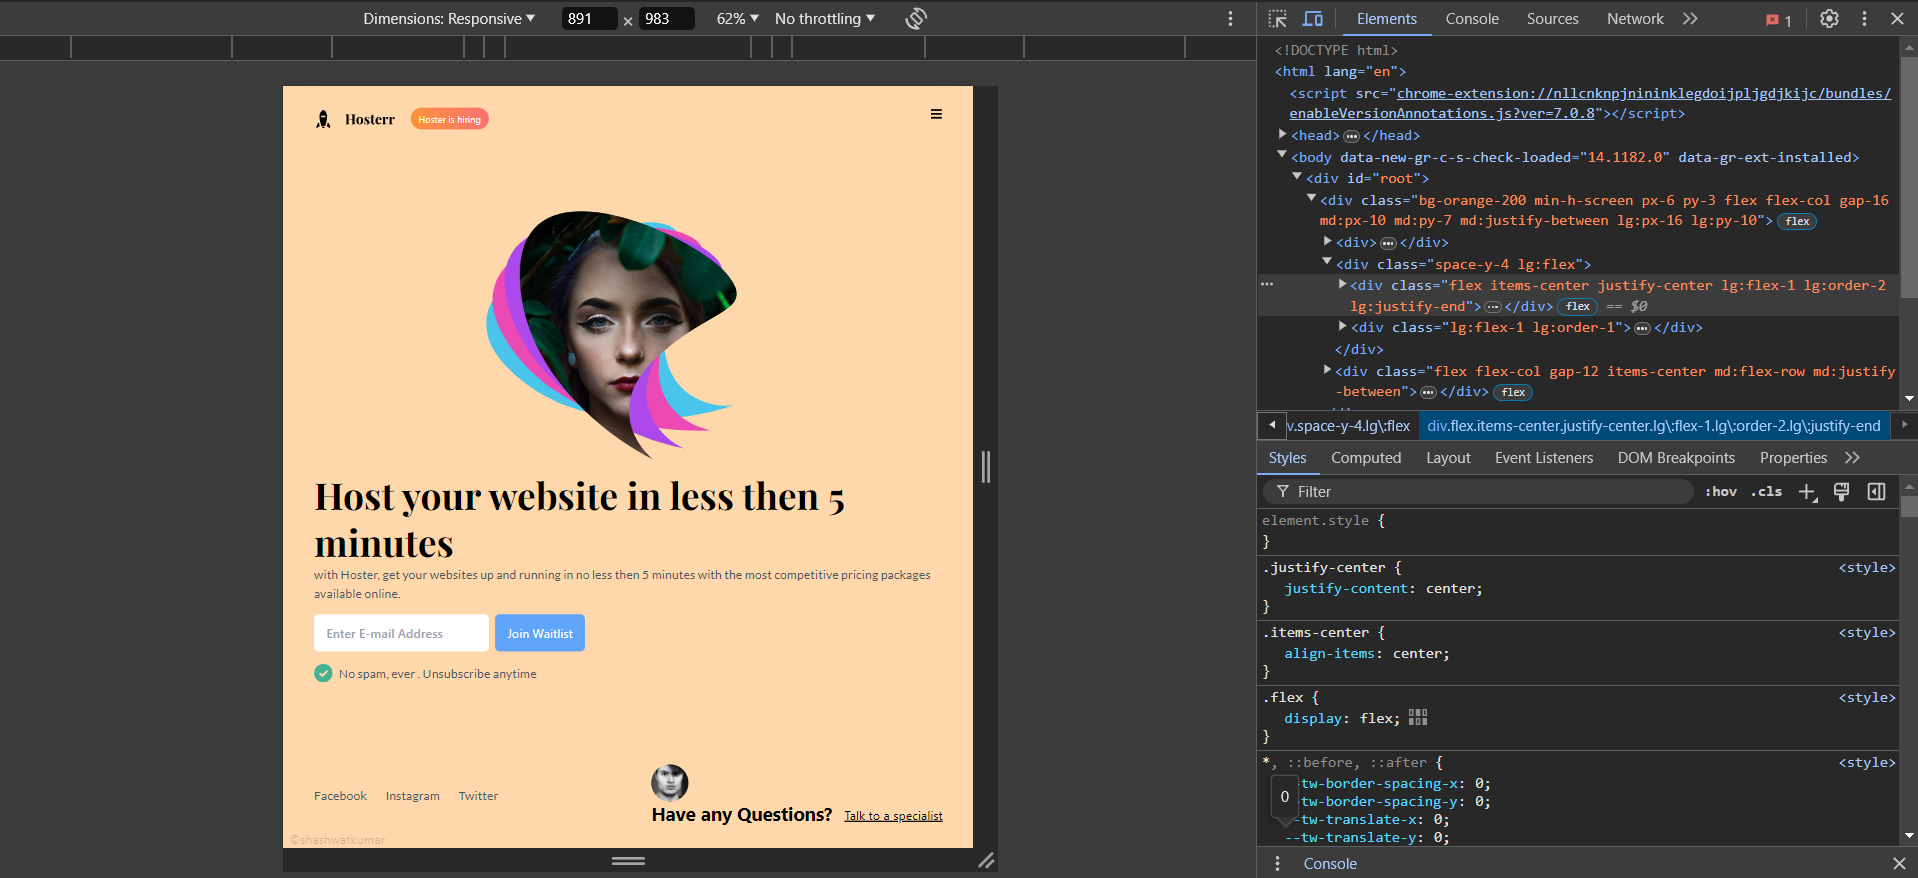 Dimensions: Responsive 891 × 983 62% No throttling
Elements Console Sources Network 1
Hosterr Hoster is hiring
Host your website in less then 5
minutes
with Hoster, get your websites up and running in no less then 5 minutes with the most competitive pricing packages
available online.
Enter E-mail Address Join Waitlist
No spam, ever . Unsubscribe anytime
Facebook Instagram Twitter
Have any Questions? Talk to a specialist
©shashwatkumar
<!DOCTYPE html>
<html lang="en">
<script src="chrome-extension://nllcnknpjnininklegdoijpljgdjkijc/bundles/
enableVersionAnnotations.js?ver=7.0.8"></script>
<head>…</head>
<body data-new-gr-c-s-check-loaded="14.1182.0" data-gr-ext-installed>
<div id="root">
<div class="bg-orange-200 min-h-screen px-6 py-3 flex flex-col gap-16
md:px-10 md:py-7 md:justify-between lg:px-16 lg:py-10"> flex
<div>…</div>
<div class="space-y-4 lg:flex">
… <div class="flex items-center justify-center lg:flex-1 lg:order-2
lg:justify-end">…</div> flex == $0
<div class="lg:flex-1 lg:order-1">…</div>
</div>
<div class="flex flex-col gap-12 items-center md:flex-row md:justify
-between">…</div> flex
v.space-y-4.lg\:flex div.flex.items-center.justify-center.lg\:flex-1.lg\:order-2.lg\:justify-end
Styles Computed Layout Event Listeners DOM Breakpoints Properties
Filter :hov .cls
element.style {
}
.justify-center { <style>
justify-content: center;
}
.items-center { <style>
align-items: center;
}
.flex { <style>
display: flex;
}
*, ::before, ::after { <style>
-tw-border-spacing-x: 0;
tw-border-spacing-y: 0;
--tw-translate-x: 0;
--tw-translate-y: 0;
0
Console